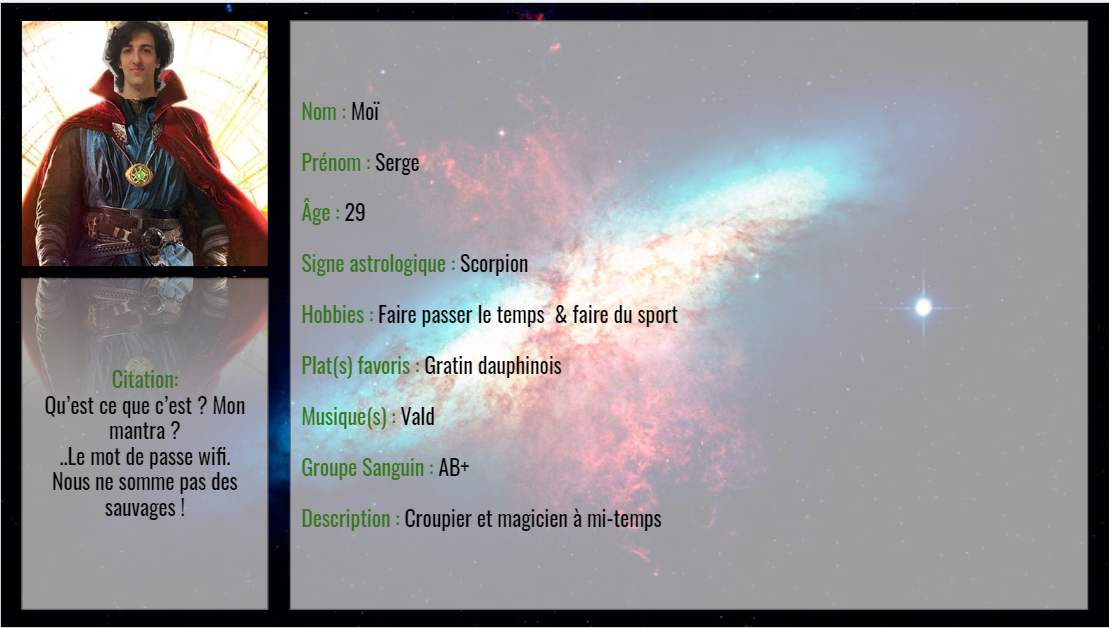 Nom : Moï
Prénom : Serge
Âge : 29
Signe astrologique : Scorpion
Hobbies : Faire passer le temps  & faire du sport
Plat(s) favoris : Gratin dauphinois
Musique(s) : Vald
Groupe Sanguin : AB+
Description : Croupier et magicien à mi-temps
Citation:
Qu’est ce que c’est ? Mon
mantra ?
..Le mot de passe wifi.
Nous ne somme pas des
sauvages !